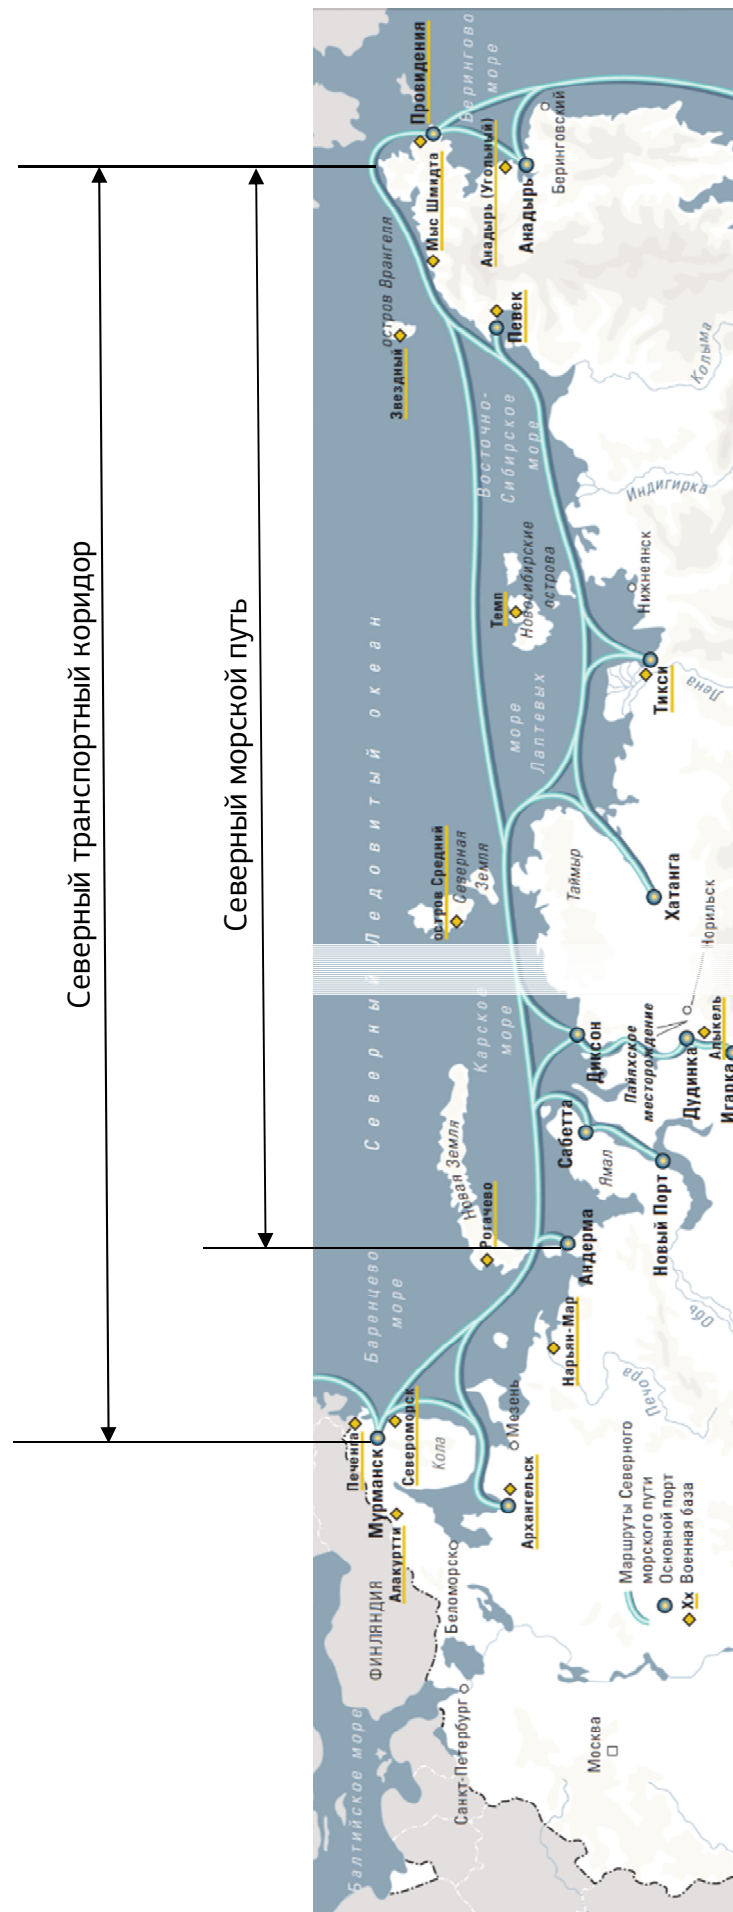 Северный транспортный коридор
Северный морской путь
Балтийское море
ФИНЛЯНДИЯ
Санкт-Петербург
Москва
Беломорск
Алакуртти
Мурманск
Печенга
Североморск
Кола
Архангельск
Мезень
Баренцево
море
Нарьян-Мар
Печора
Обь
Андерма
Рогачево
Новая Земля
Новый Порт
Ямал
Сабетта
Северный Ледовитый океан
Карское
море
Диксон
Пайяхское
месторождение
Дудинка
Алыкель
Игарка
Норильск
остров Средний
Северная
Земля
Таймыр
Хатанга
море
Лаптевых
Тикси
Лена
Темп
Новосибирские
острова
Нижнеянск
Индигирка
Восточно-
Сибирское
море
Колыма
Звездный
остров Врангеля
Певек
Мыс Шмидта
Анадырь (Угольный)
Анадырь
Беринговский
Провидения
Берингово
море
Маршруты Северного
морского пути
Основной порт
Хх Военная база